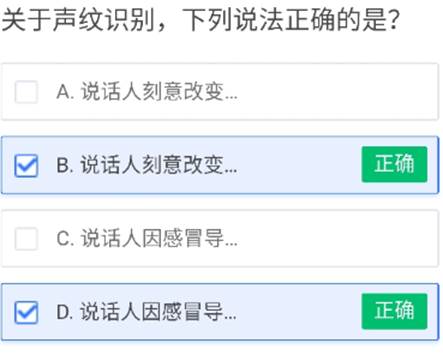 关于声纹识别，下列说法正确的是？
A. 说话人刻意改变...
B. 说话人刻意改变... 正确
C. 说话人因感冒导...
D. 说话人因感冒导... 正确